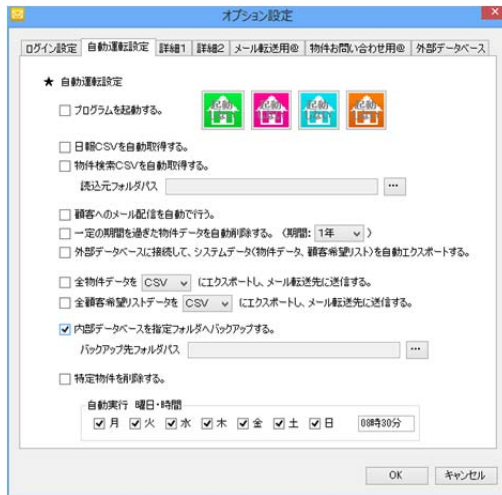 オプション設定
ログイン設定 自動運転設定 詳細1 詳細2 メール転送用@ 物件お問い合わせ用@ 外部データベース
★ 自動運転設定
プログラムを起動する。 起動 起動 起動 起動
日報CSVを自動取得する。
物件検索CSVを自動取得する。
読込元フォルダパス ...
顧客へのメール配信を自動で行う。
一定の期間を過ぎた物件データを自動削除する。(期間: 1年 )
外部データベースに接続して、システムデータ(物件データ、顧客希望リスト)を自動エクスポートする。
全物件データを CSV にエクスポートし、メール転送先に送信する。
全顧客希望リストデータを CSV にエクスポートし、メール転送先に送信する。
内部データベースを指定フォルダへバックアップする。
バックアップ先フォルダパス ...
特定物件を削除する。
自動実行 曜日・時間
月 火 水 木 金 土 日 08時30分
OK キャンセル